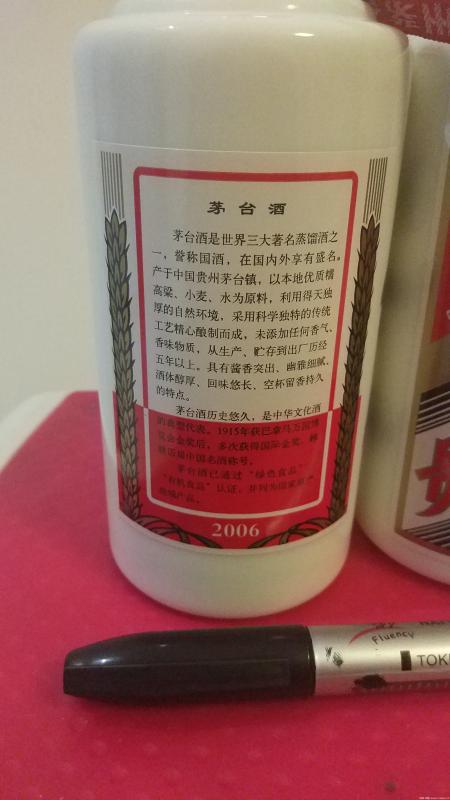 茅台酒
茅台酒是世界三大著名蒸馏酒之
一，誉称国酒，在国内外享有盛名。
产于中国贵州茅台镇，以本地优质糯
高粱、小麦、水为原料，利用得天独
厚的自然环境，采用科学独特的传统
工艺精心酿制而成，未添加任何香气、
香味物质，从生产、贮存到出厂历经
五年以上。具有酱香突出、幽雅细腻、
酒体醇厚、回味悠长、空杯留香持久
的特点。
茅台酒历史悠久，是中华文化酒
的典型代表。1915年获巴拿马万国博
览会金奖后，多次获得国际金奖，蝉
联历届中国名酒称号。
茅台酒已通过“绿色食品”、
“有机食品”认证，并列为国家原产
地域产品。
2006
贵
Fluency
TOK